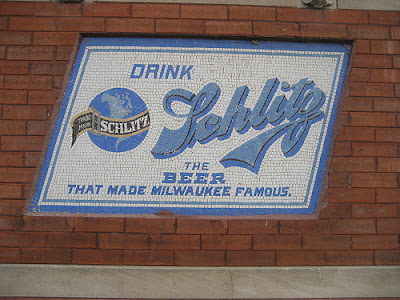 DRINK
Schlitz
SCHLITZ
THE
BEER
THAT MADE MILWAUKEE FAMOUS.